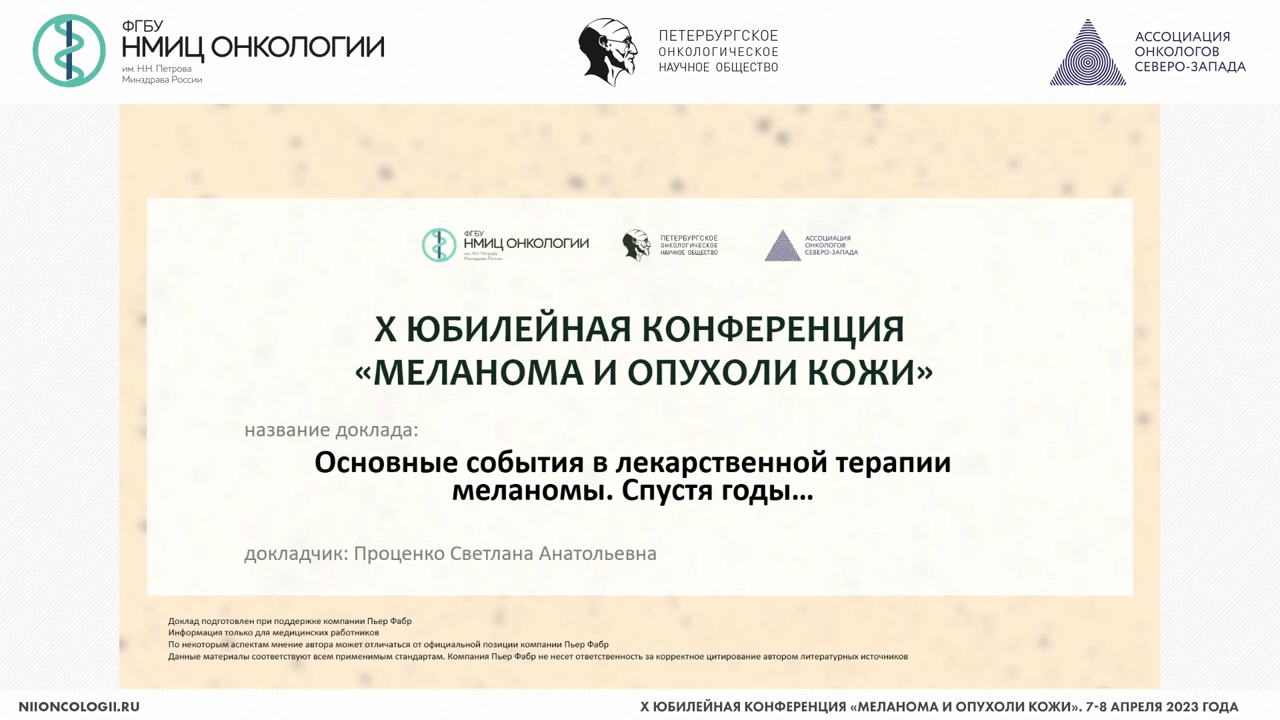 ФГБУ
НМИЦ ОНКОЛОГИИ
им. Н.Н. Петрова
Минздрава России
ПЕТЕРБУРГСКОЕ
ОНКОЛОГИЧЕСКОЕ
НАУЧНОЕ ОБЩЕСТВО
АССОЦИАЦИЯ
ОНКОЛОГОВ
СЕВЕРО-ЗАПАДА
ФГБУ
НМИЦ ОНКОЛОГИИ
им. Н.Н. Петрова
Минздрава России
ПЕТЕРБУРГСКОЕ
ОНКОЛОГИЧЕСКОЕ
НАУЧНОЕ ОБЩЕСТВО
АССОЦИАЦИЯ
ОНКОЛОГОВ
СЕВЕРО-ЗАПАДА
X ЮБИЛЕЙНАЯ КОНФЕРЕНЦИЯ
«МЕЛАНОМА И ОПУХОЛИ КОЖИ»
название доклада:
Основные события в лекарственной терапии
меланомы. Спустя годы...
докладчик: Проценко Светлана Анатольевна
Доклад подготовлен при поддержке компании Пьер Фабр
Информация только для медицинских работников
По некоторым аспектам мнение автора может отличаться от официальной позиции компании Пьер Фабр
Данные материалы соответствуют всем применимым стандартам. Компания Пьер Фабр не несет ответственность за корректное цитирование автором литературных источников
NIIONCOLOGII.RU
X ЮБИЛЕЙНАЯ КОНФЕРЕНЦИЯ «МЕЛАНОМА И ОПУХОЛИ КОЖИ». 7-8 АПРЕЛЯ 2023 ГОДА